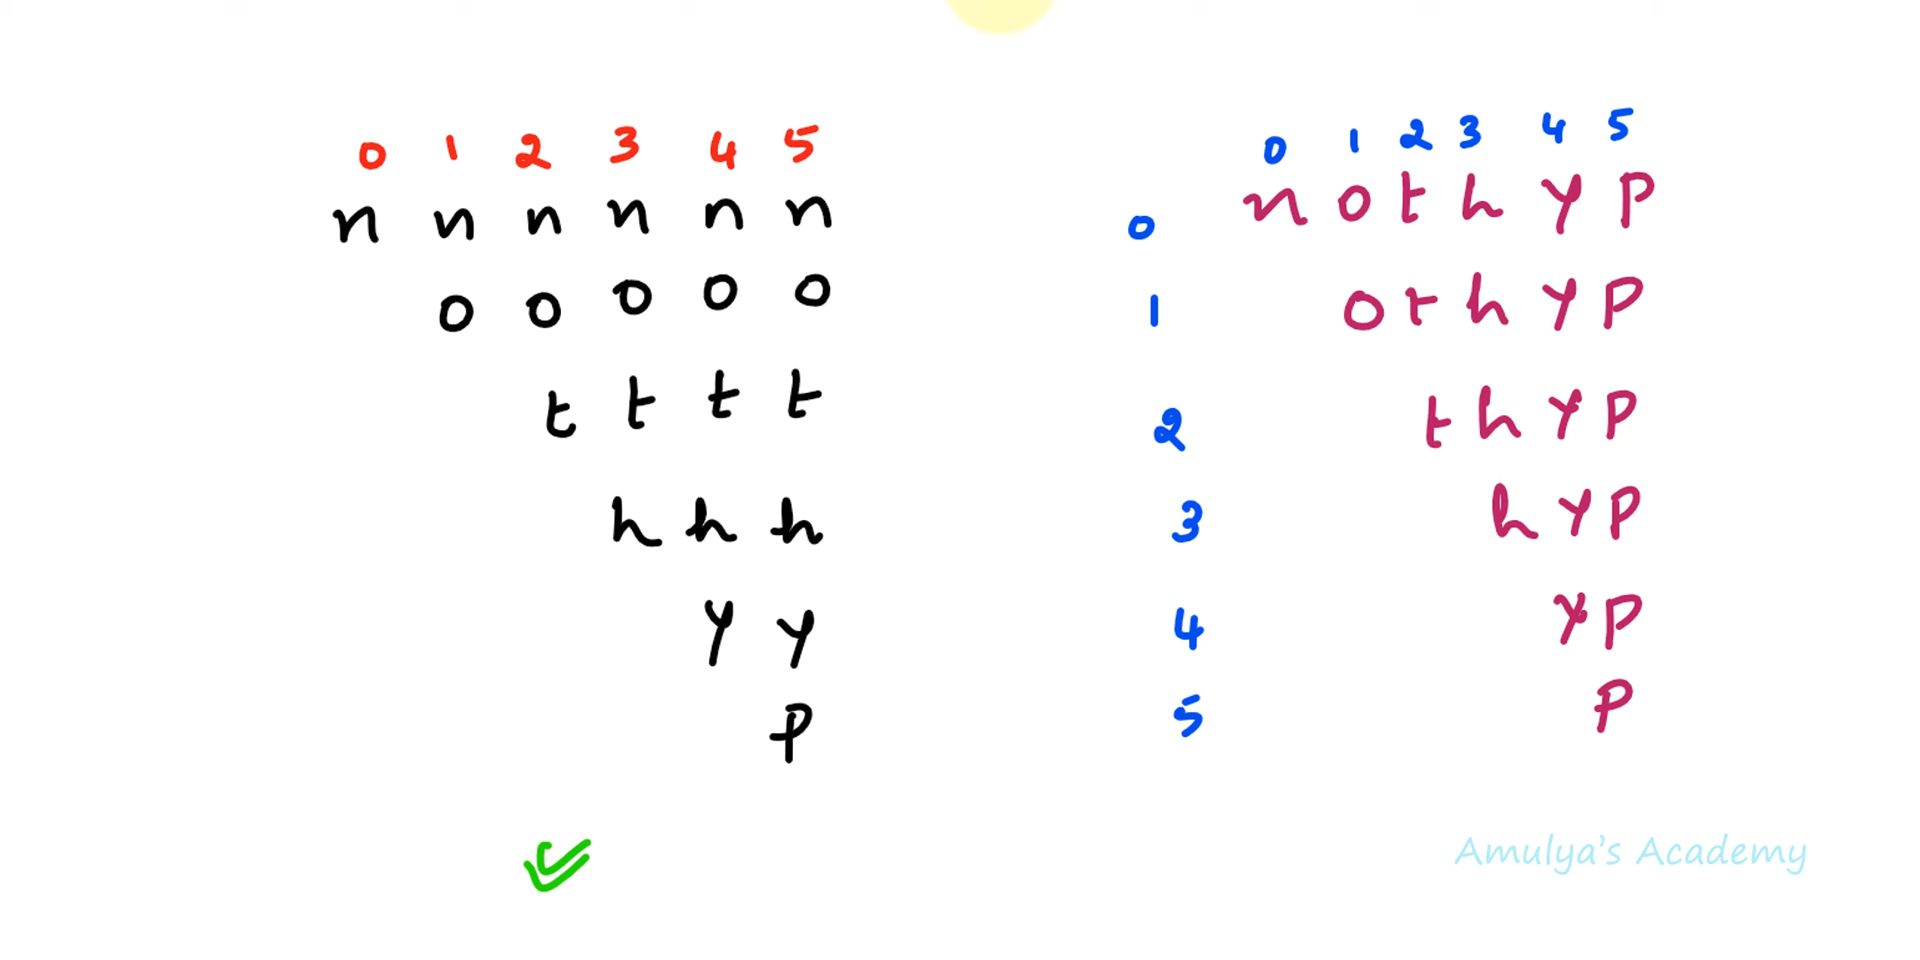 0 1 2 3 4 5
n n n n n n
o o o o o
t t t t
h h h
y y
p
0 1 2 3 4 5
0 n o t h y p
1 o t h y p
2 t h y p
3 h y p
4 y p
5 p
Amulya's Academy